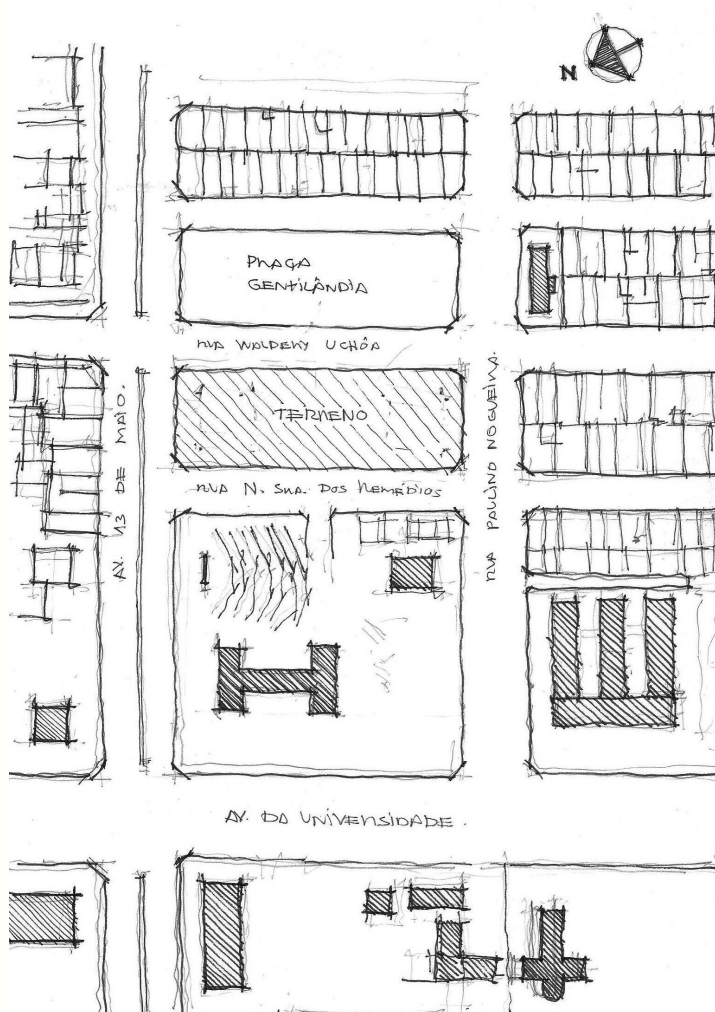 N
PRAÇA
GENTILÂNDIA
RUA WALDERY UCHÔA
TERRENO
RUA N. SRA. DOS REMÉDIOS
AV. 13 DE MAIO.
RUA PAULINO NOGUEIRA.
AV. DA UNIVERSIDADE.